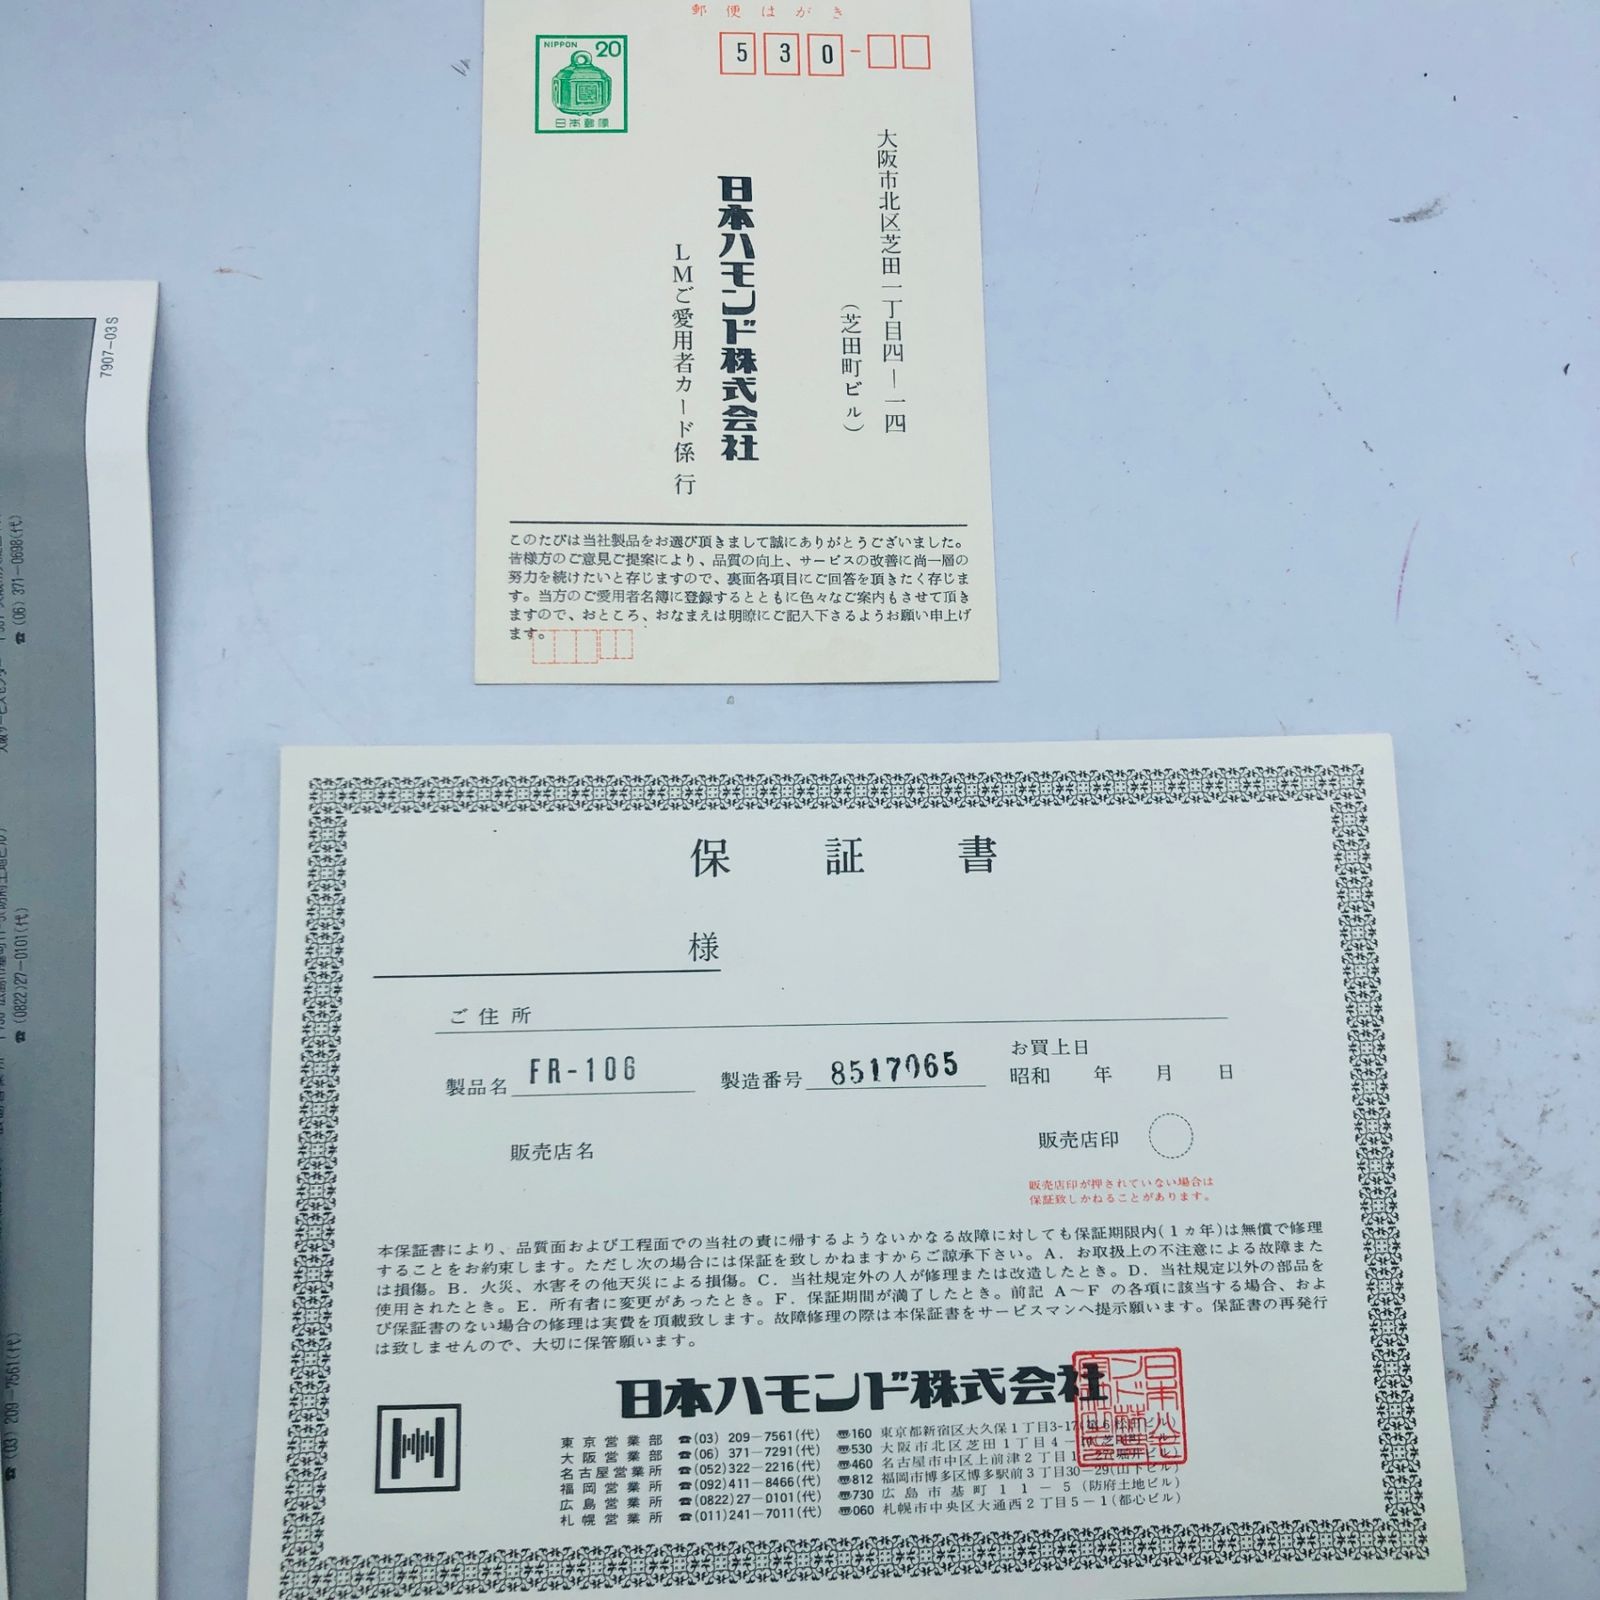 郵便はがき
NIPPON 20
日本郵便
530-
大阪市北区芝田一丁目四ー一四
(芝田町ビル)
日本ハモンド株式会社
LMご愛用者カード係 行
このたびは当社製品をお選び頂きまして誠にありがとうございました。
皆様方のご意見ご提案により、品質の向上、サービスの改善に尚一層の
努力を続けたいと存じますので、裏面各項目にご回答を頂きたく存じま
す。当方のご愛用者名簿に登録するとともに色々なご案内もさせて頂き
ますので、おところ、おなまえは明瞭にご記入下さるようお願い申上げ
ます。
7907-03S
☎(06) 371-0698(代)
大阪サービスセンター
☎(0822)27-0101(代)
☎(03) 209-7561(代)
保証書
様
ご住所
製品名 FR-106 製造番号 8517065
お買上日
昭和 年 月 日
販売店名
販売店印
販売店印が押されていない場合は
保証致しかねることがあります。
本保証書により、品質面および工程面での当社の責に帰するようないかなる故障に対しても保証期限内(1ヵ年)は無償で修理
することをお約束します。ただし次の場合には保証を致しかねますからご諒承下さい。A. お取扱上の不注意による故障また
は損傷。B. 火災、水害その他天災による損傷。C. 当社規定外の人が修理または改造したとき。D. 当社規定以外の部品を
使用されたとき。E. 所有者に変更があったとき。F. 保証期間が満了したとき。前記 A〜F の各項に該当する場合、およ
び保証書のない場合の修理は実費を頂載致します。故障修理の際は本保証書をサービスマンへ提示願います。保証書の再発行
は致しませんので、大切に保管願います。
日本ハモンド株式会社
東京営業部 ☎(03) 209-7561(代) 〒160 東京都新宿区大久保1丁目3-17
大阪営業部 ☎(06) 371-7291(代) 〒530 大阪市北区芝田1丁目4-
名古屋営業所 ☎(052)322-2216(代) 〒460 名古屋市中区上前津2丁目
福岡営業所 ☎(092)411-8466(代) 〒812 福岡市博多区博多駅前3丁目30-29(山下ビル)
広島営業所 ☎(0822)27-0101(代) 〒730 広島市基町11-5 (防府土地ビル)
札幌営業所 ☎(011)241-7011(代) 〒060 札幌市中央区大通西2丁目5-1(都心ビル)